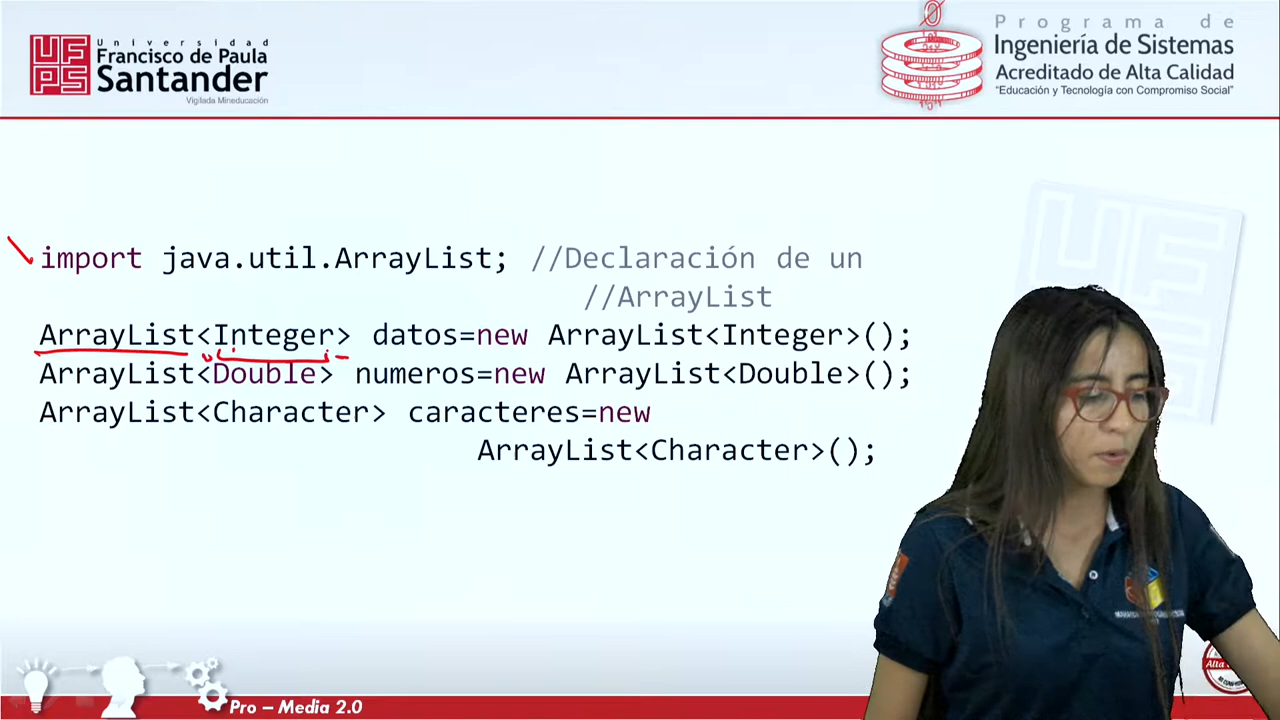 UFPS
Universidad
Francisco de Paula
Santander
Vigilada Mineducación
Programa de
Ingeniería de Sistemas
Acreditado de Alta Calidad
"Educación y Tecnología con Compromiso Social"
import java.util.ArrayList; //Declaración de un
//ArrayList
ArrayList<Integer> datos=new ArrayList<Integer>();
ArrayList<Double> numeros=new ArrayList<Double>();
ArrayList<Character> caracteres=new
ArrayList<Character>();
Pro – Media 2.0
Alta